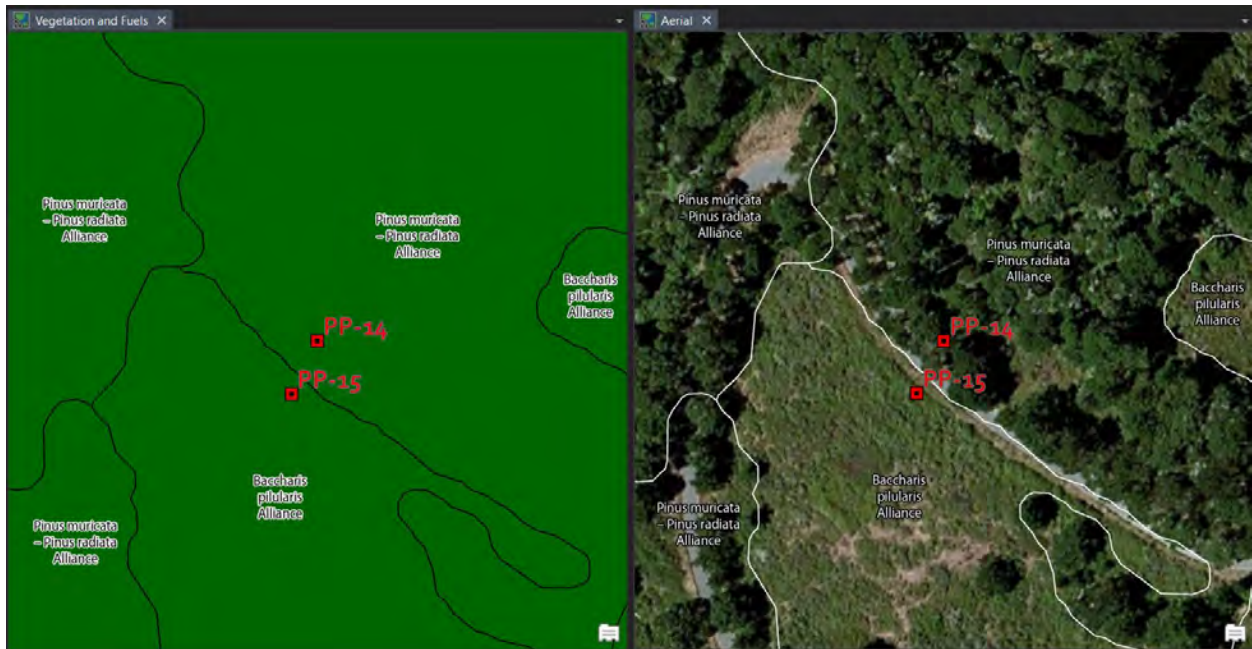 Vegetation and Fuels
Pinus muricata
– Pinus radiata
Alliance
Pinus muricata
– Pinus radiata
Alliance
Baccharis
pilularis
Alliance
PP-14
PP-15
Baccharis
pilularis
Alliance
Pinus muricata
– Pinus radiata
Alliance
Aerial
Pinus muricata
– Pinus radiata
Alliance
Pinus muricata
– Pinus radiata
Alliance
Baccharis
pilularis
Alliance
PP-14
PP-15
Baccharis
pilularis
Alliance
Pinus muricata
– Pinus radiata
Alliance